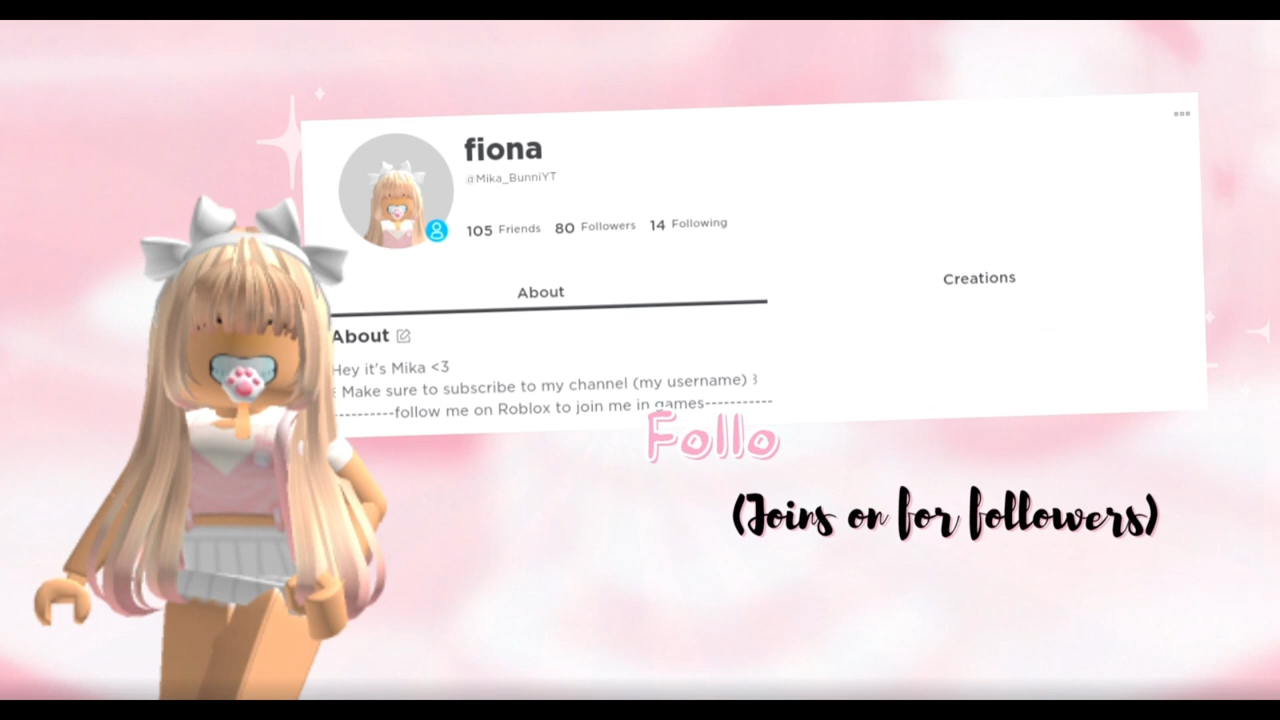 fiona
@Mika_BunniYT
105 Friends 80 Followers 14 Following
About
Creations
About
Hey it's Mika <3
Make sure to subscribe to my channel (my username)
----------follow me on Roblox to join me in games-----------
Follo
(Joins on for followers)